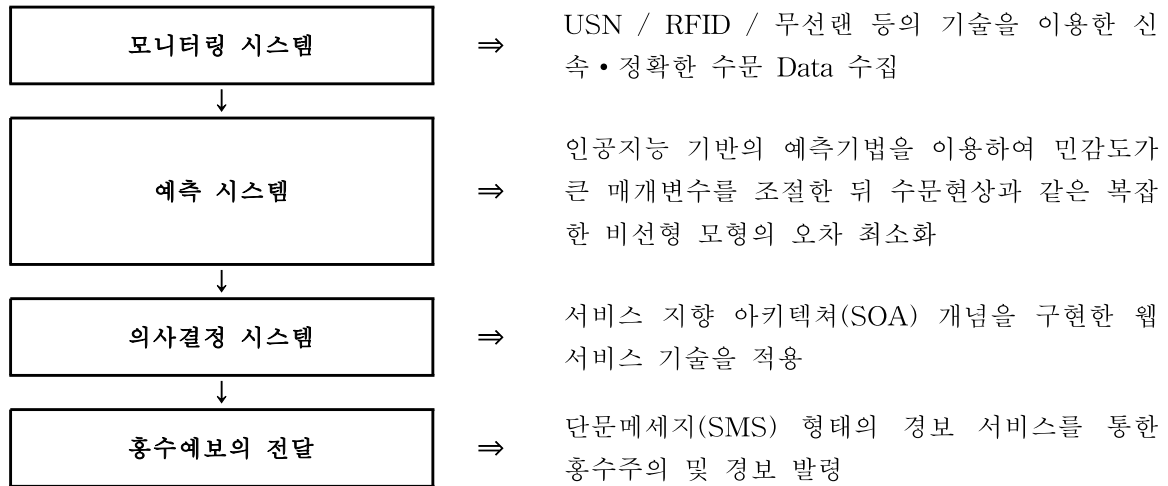 모니터링 시스템
⇒
USN / RFID / 무선랜 등의 기술을 이용한 신
속•정확한 수문 Data 수집
↓
예측 시스템
⇒
인공지능 기반의 예측기법을 이용하여 민감도가
큰 매개변수를 조절한 뒤 수문현상과 같은 복잡
한 비선형 모형의 오차 최소화
↓
의사결정 시스템
⇒
서비스 지향 아키텍쳐(SOA) 개념을 구현한 웹
서비스 기술을 적용
↓
홍수예보의 전달
⇒
단문메세지(SMS) 형태의 경보 서비스를 통한
홍수주의 및 경보 발령